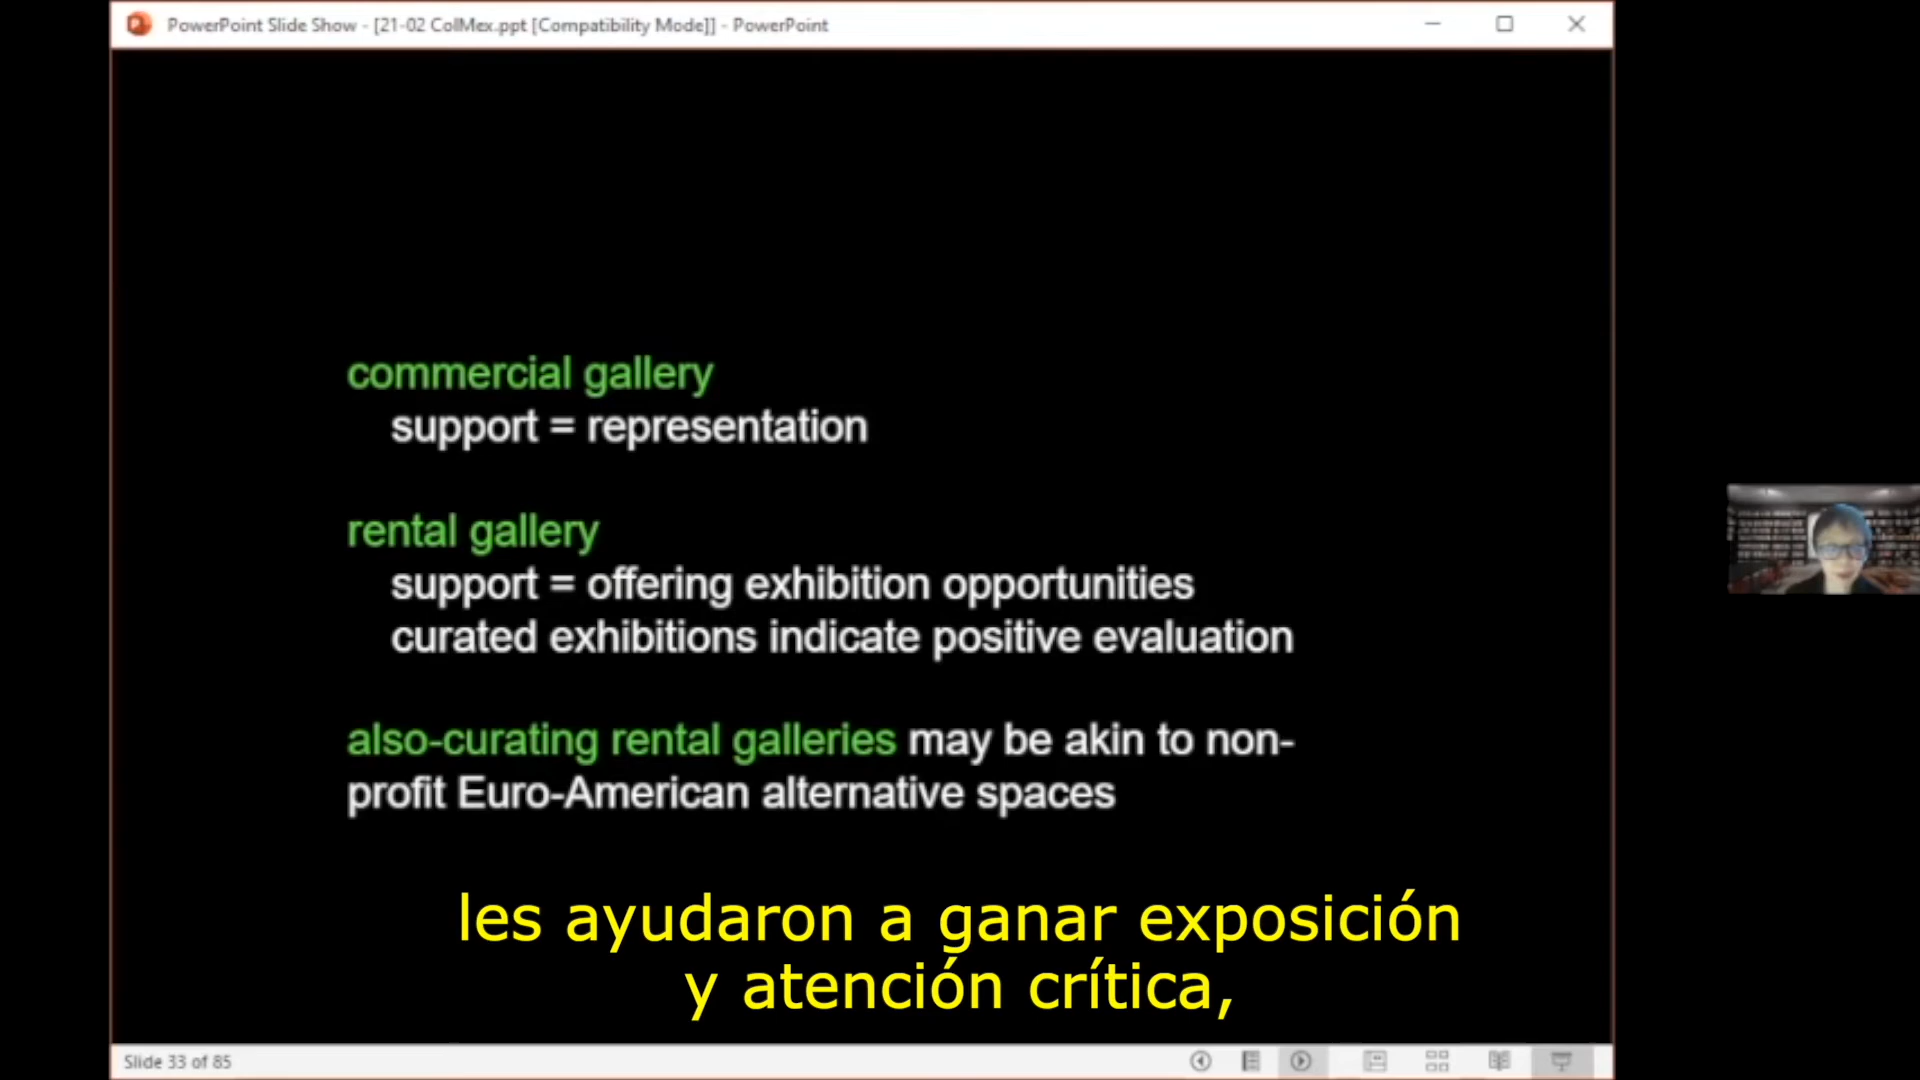 PowerPoint Slide Show - [21-02 ColMex.ppt [Compatibility Mode]] - PowerPoint
commercial gallery
support = representation
rental gallery
support = offering exhibition opportunities
curated exhibitions indicate positive evaluation
also-curating rental galleries may be akin to non-
profit Euro-American alternative spaces
les ayudaron a ganar exposición
y atención crítica,
Slide 33 of 85